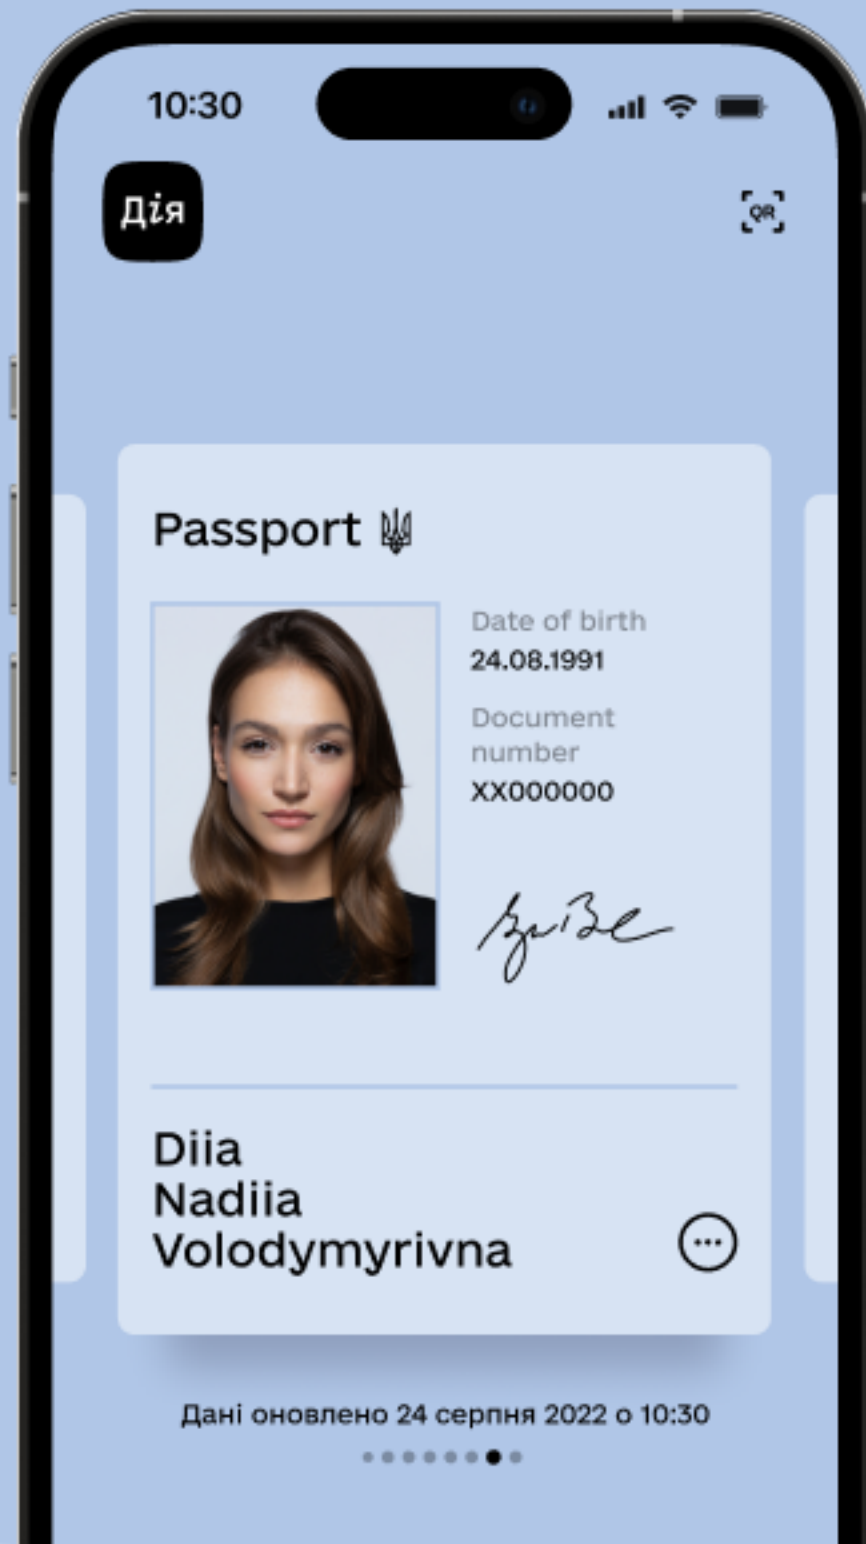 10:30
Дія
QR
Passport
Date of birth
24.08.1991
Document
number
XX000000
Diia
Nadiia
Volodymyrivna
Дані оновлено 24 серпня 2022 о 10:30